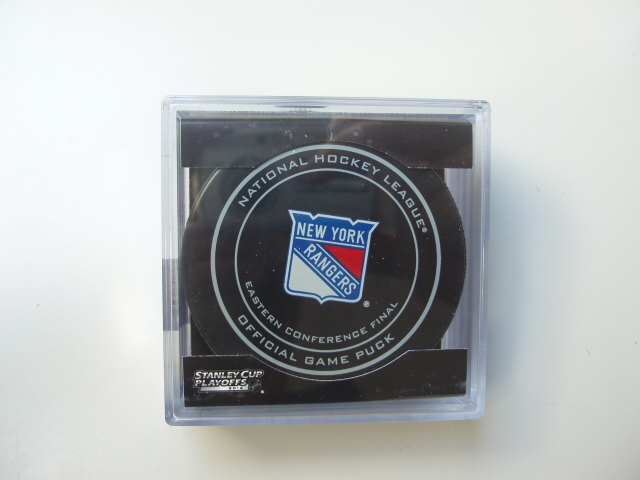 NATIONAL HOCKEY LEAGUE®
NEW YORK
RANGERS
®
EASTERN CONFERENCE FINAL
OFFICIAL GAME PUCK
STANLEY CUP
PLAYOFFS
®